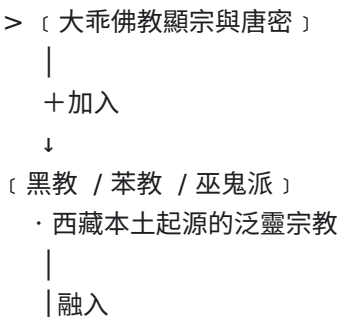 > ﹝大乖佛教顯宗與唐密﹞
|
＋加入
↓
﹝黑教 / 苯教 / 巫鬼派﹞
．西藏本土起源的泛靈宗教
|
|融入